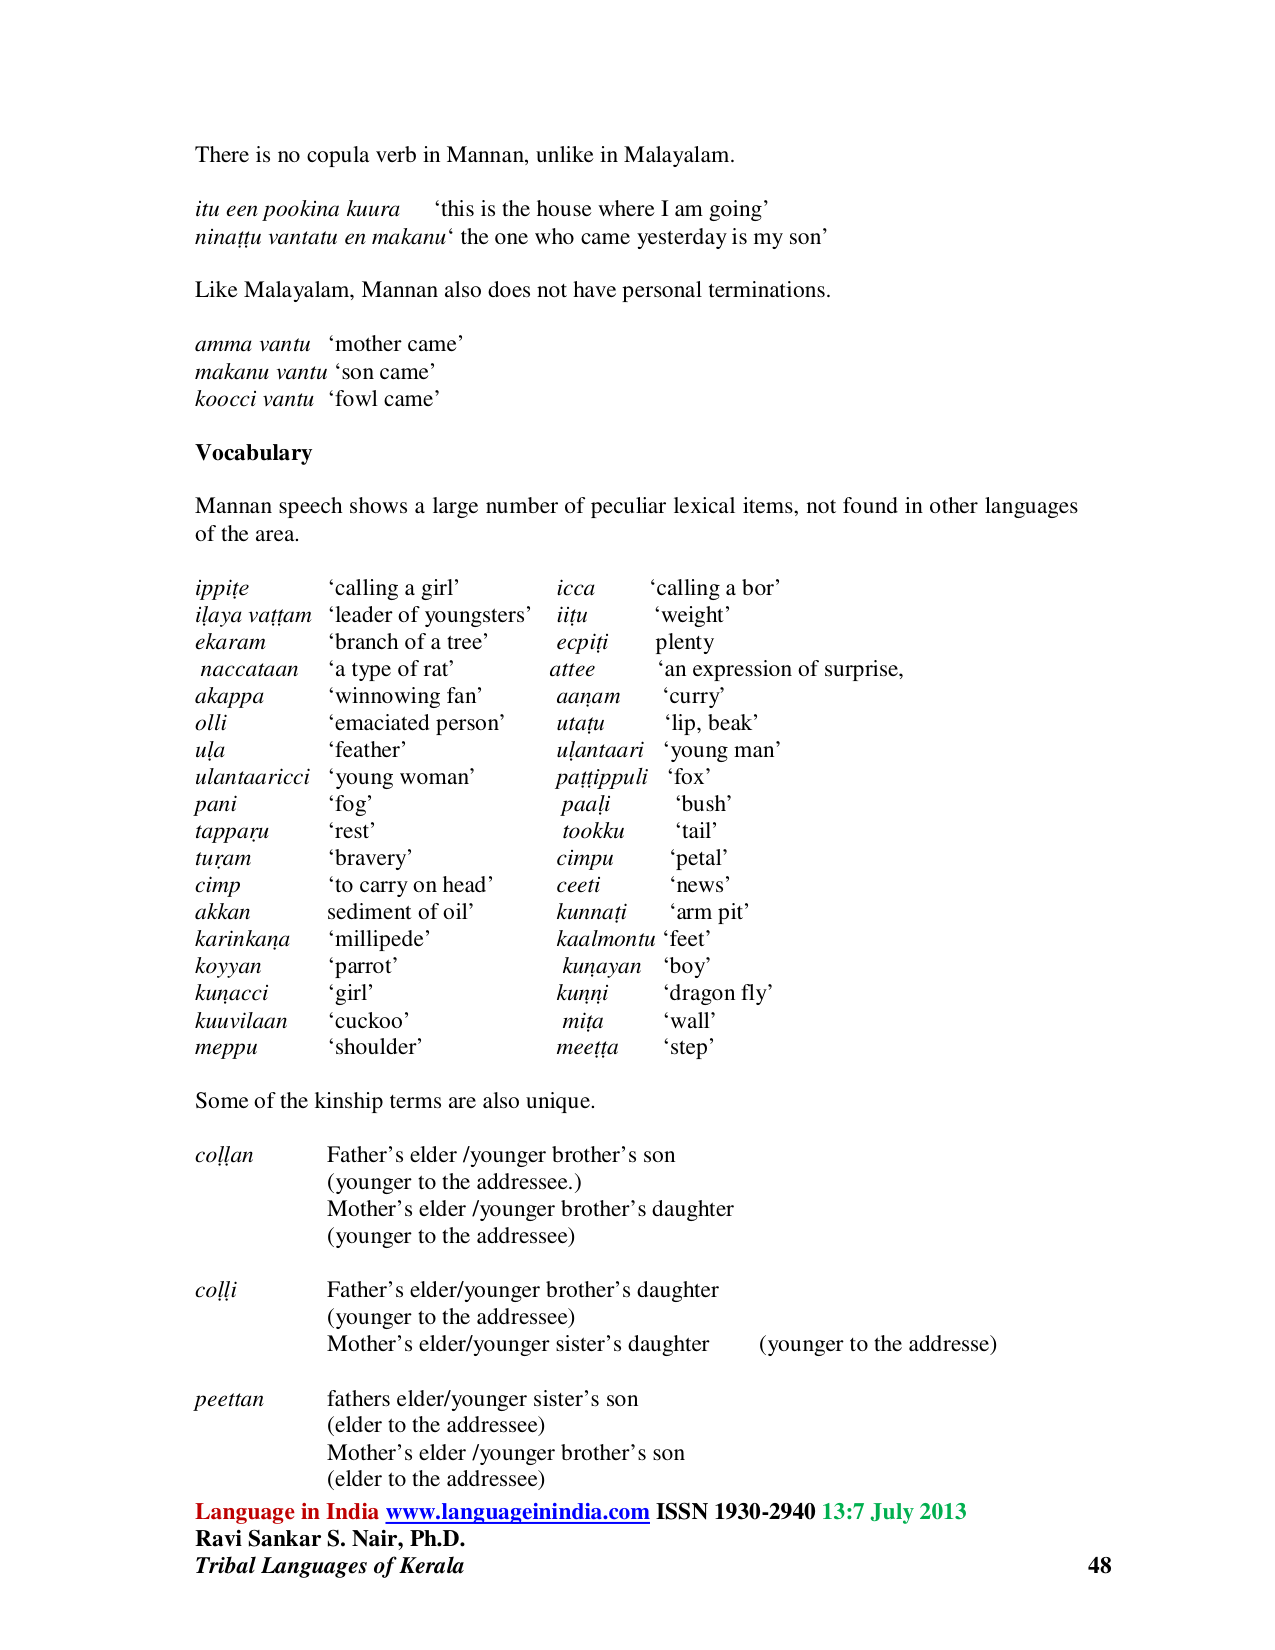 There is no copula verb in Mannan, unlike in Malayalam.
itu een pookina kuura ‘this is the house where I am going’
ninaṭṭu vantatu en makanu‘ the one who came yesterday is my son’
Like Malayalam, Mannan also does not have personal terminations.
amma vantu ‘mother came’
makanu vantu ‘son came’
koocci vantu ‘fowl came’
Vocabulary
Mannan speech shows a large number of peculiar lexical items, not found in other languages
of the area.
ippiṭe ‘calling a girl’ icca ‘calling a bor’
iḷaya vaṭṭam ‘leader of youngsters’ iiṭu ‘weight’
ekaram ‘branch of a tree’ ecpiṭi plenty
naccataan ‘a type of rat’ attee ‘an expression of surprise,
akappa ‘winnowing fan’ aaṇam ‘curry’
olli ‘emaciated person’ utaṭu ‘lip, beak’
uḷa ‘feather’ uḷantaari ‘young man’
ulantaaricci ‘young woman’ paṭṭippuli ‘fox’
pani ‘fog’ paaḷi ‘bush’
tappaṛu ‘rest’ tookku ‘tail’
tuṛam ‘bravery’ cimpu ‘petal’
cimp ‘to carry on head’ ceeti ‘news’
akkan sediment of oil’ kunnaṭi ‘arm pit’
karinkaṇa ‘millipede’ kaalmontu ‘feet’
koyyan ‘parrot’ kuṇayan ‘boy’
kuṇacci ‘girl’ kuṇṇi ‘dragon fly’
kuuvilaan ‘cuckoo’ miṭa ‘wall’
meppu ‘shoulder’ meeṭṭa ‘step’
Some of the kinship terms are also unique.
coḷḷan Father’s elder /younger brother’s son
(younger to the addressee.)
Mother’s elder /younger brother’s daughter
(younger to the addressee)
coḷḷi Father’s elder/younger brother’s daughter
(younger to the addressee)
Mother’s elder/younger sister’s daughter (younger to the addresse)
peettan fathers elder/younger sister’s son
(elder to the addressee)
Mother’s elder /younger brother’s son
(elder to the addressee)
Language in India www.languageinindia.com ISSN 1930-2940 13:7 July 2013
Ravi Sankar S. Nair, Ph.D.
Tribal Languages of Kerala 48